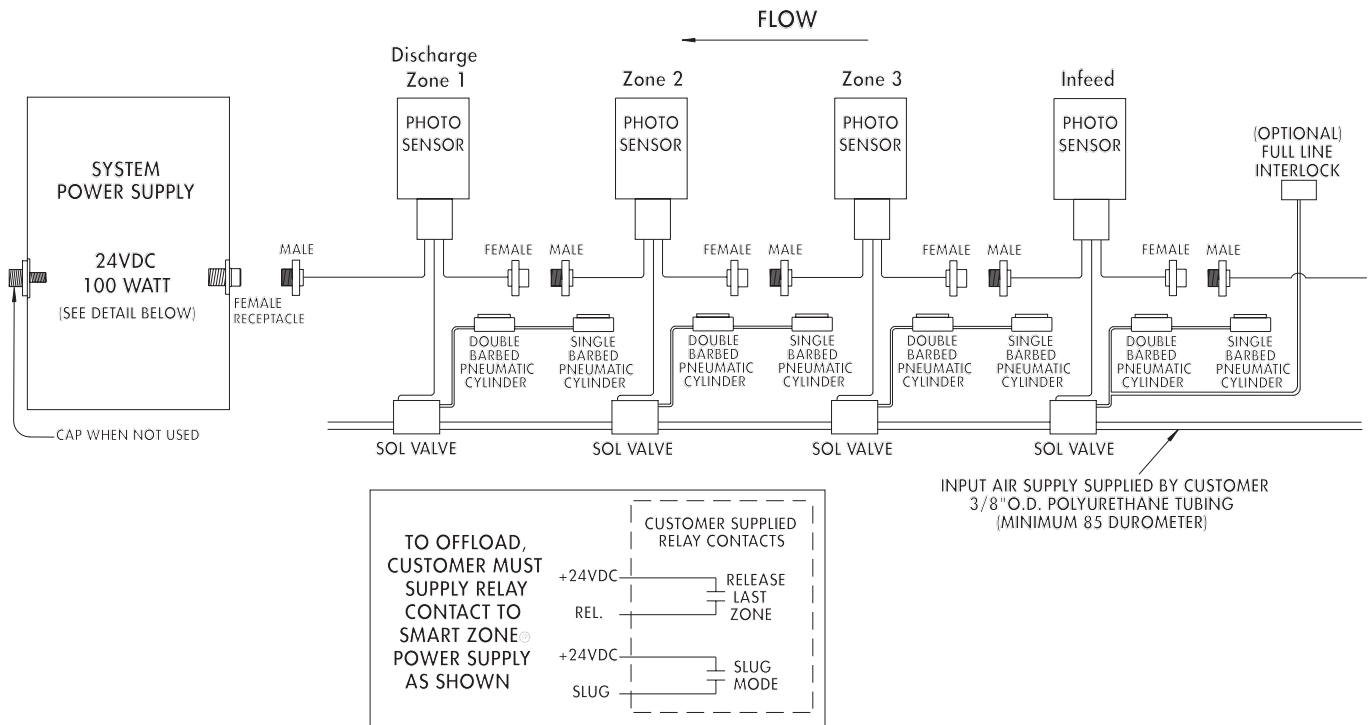 FLOW
Discharge
Zone 1
Zone 2
Zone 3
Infeed
PHOTO
SENSOR
PHOTO
SENSOR
PHOTO
SENSOR
PHOTO
SENSOR
(OPTIONAL)
FULL LINE
INTERLOCK
SYSTEM
POWER SUPPLY
24VDC
100 WATT
(SEE DETAIL BELOW)
FEMALE
RECEPTACLE
MALE
FEMALE
MALE
FEMALE
MALE
FEMALE
MALE
FEMALE
MALE
DOUBLE
BARBED
PNEUMATIC
CYLINDER
SINGLE
BARBED
PNEUMATIC
CYLINDER
DOUBLE
BARBED
PNEUMATIC
CYLINDER
SINGLE
BARBED
PNEUMATIC
CYLINDER
DOUBLE
BARBED
PNEUMATIC
CYLINDER
SINGLE
BARBED
PNEUMATIC
CYLINDER
DOUBLE
BARBED
PNEUMATIC
CYLINDER
SINGLE
BARBED
PNEUMATIC
CYLINDER
CAP WHEN NOT USED
SOL VALVE
SOL VALVE
SOL VALVE
SOL VALVE
INPUT AIR SUPPLY SUPPLIED BY CUSTOMER
3/8"O.D. POLYURETHANE TUBING
(MINIMUM 85 DUROMETER)
TO OFFLOAD,
CUSTOMER MUST
SUPPLY RELAY
CONTACT TO
SMART ZONE®
POWER SUPPLY
AS SHOWN
CUSTOMER SUPPLIED
RELAY CONTACTS
+24VDC
REL.
RELEASE
LAST
ZONE
+24VDC
SLUG
SLUG
MODE